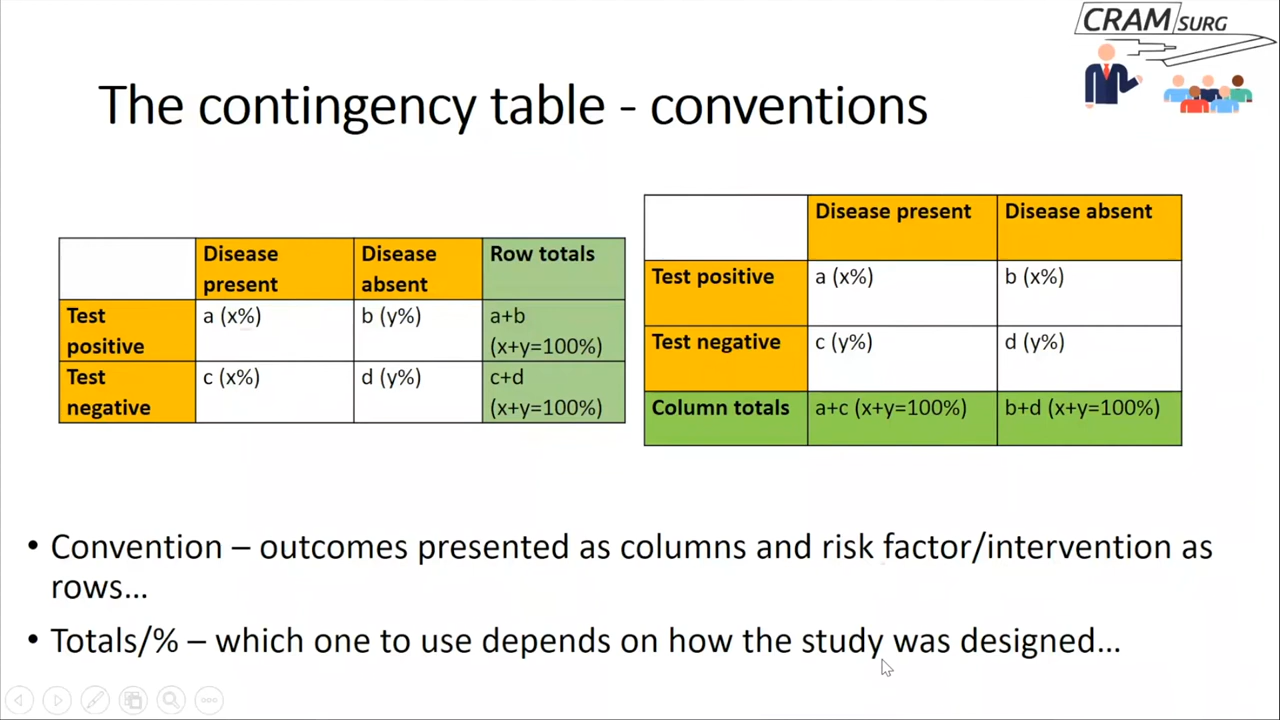 CRAM SURG
The contingency table - conventions
Disease present
Disease absent
Row totals
Test positive
a (x%)
b (y%)
a+b (x+y=100%)
Test negative
c (x%)
d (y%)
c+d (x+y=100%)
Disease present
Disease absent
Test positive
a (x%)
b (x%)
Test negative
c (y%)
d (y%)
Column totals
a+c (x+y=100%)
b+d (x+y=100%)
• Convention – outcomes presented as columns and risk factor/intervention as
rows…
• Totals/% – which one to use depends on how the study was designed…